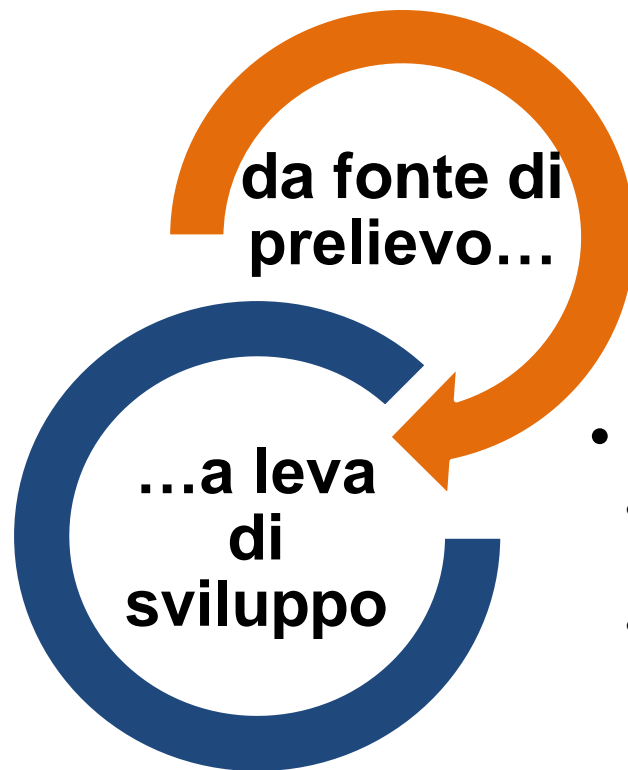 da fonte di
prelievo…
…a leva
di
sviluppo